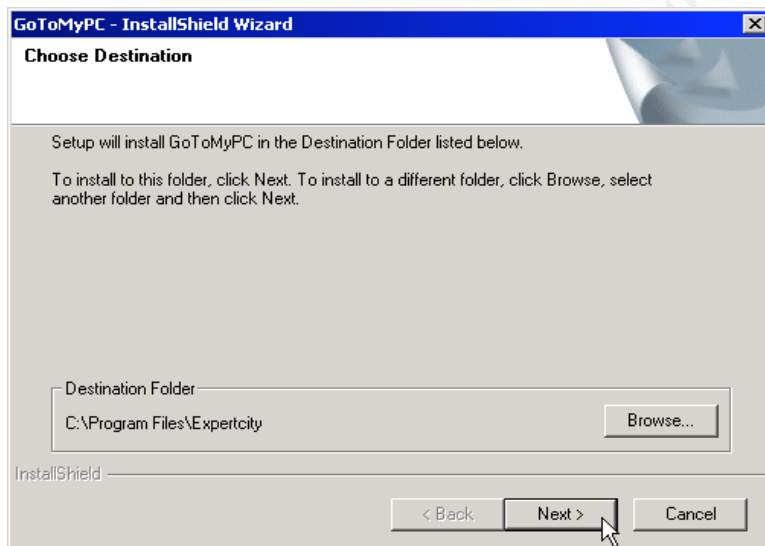 GoToMyPC - InstallShield Wizard
Choose Destination
Setup will install GoToMyPC in the Destination Folder listed below.
To install to this folder, click Next. To install to a different folder, click Browse, select
another folder and then click Next.
Destination Folder
C:\Program Files\Expertcity
Browse...
InstallShield
< Back
Next >
Cancel